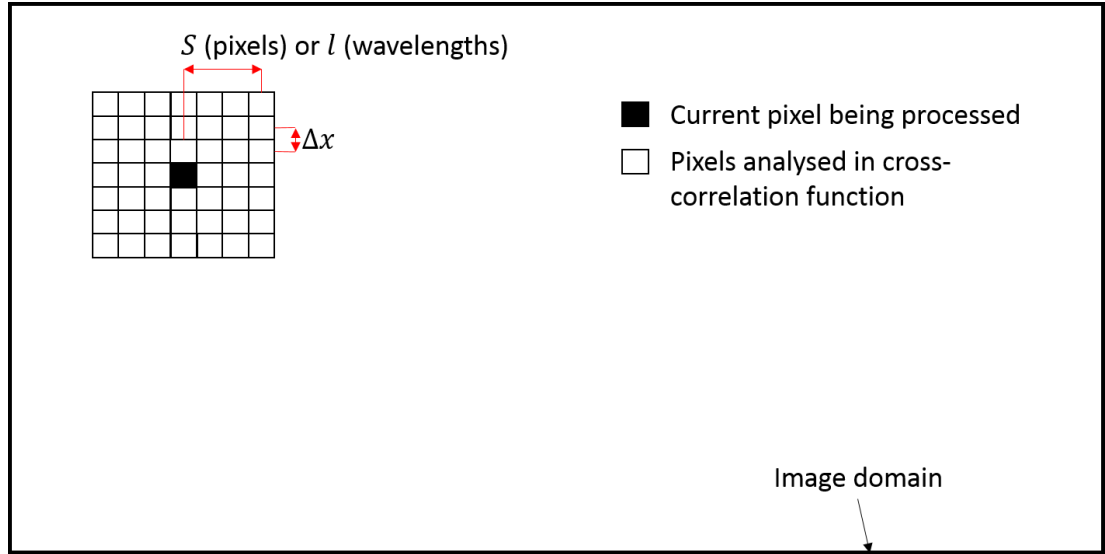 S (pixels) or l (wavelengths)
Δx
Current pixel being processed
Pixels analysed in cross-
correlation function
Image domain